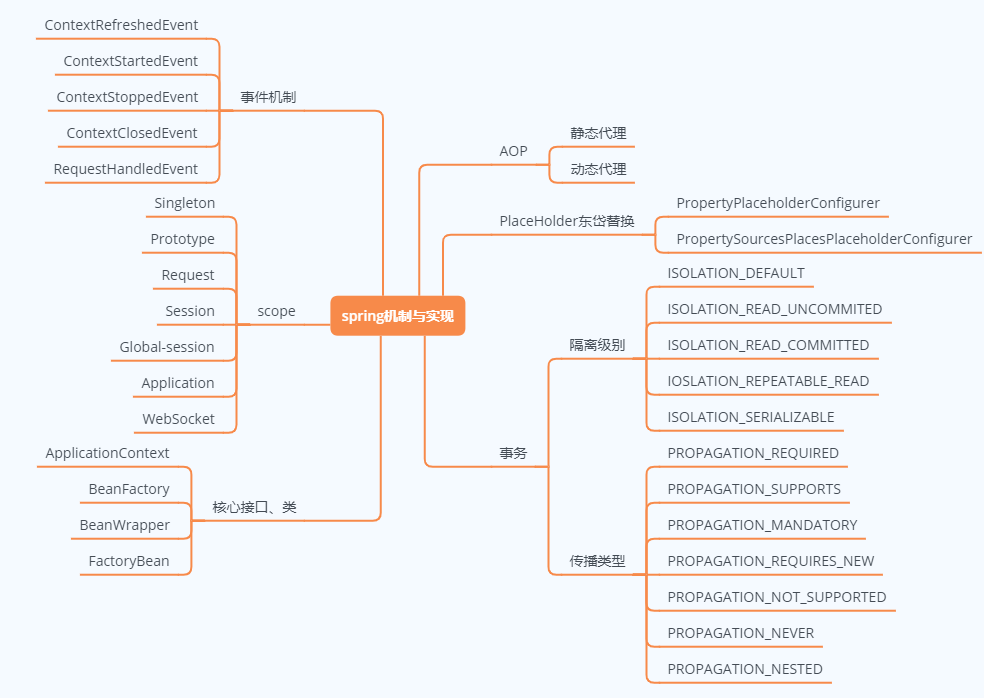 spring机制与实现
事件机制
ContextRefreshedEvent
ContextStartedEvent
ContextStoppedEvent
ContextClosedEvent
RequestHandledEvent
scope
Singleton
Prototype
Request
Session
Global-session
Application
WebSocket
核心接口、类
ApplicationContext
BeanFactory
BeanWrapper
FactoryBean
AOP
静态代理
动态代理
PlaceHolder东岱替换
PropertyPlaceholderConfigurer
PropertySourcesPlacesPlaceholderConfigurer
事务
隔离级别
ISOLATION_DEFAULT
ISOLATION_READ_UNCOMMITED
ISOLATION_READ_COMMITTED
IOSLATION_REPEATABLE_READ
ISOLATION_SERIALIZABLE
传播类型
PROPAGATION_REQUIRED
PROPAGATION_SUPPORTS
PROPAGATION_MANDATORY
PROPAGATION_REQUIRES_NEW
PROPAGATION_NOT_SUPPORTED
PROPAGATION_NEVER
PROPAGATION_NESTED